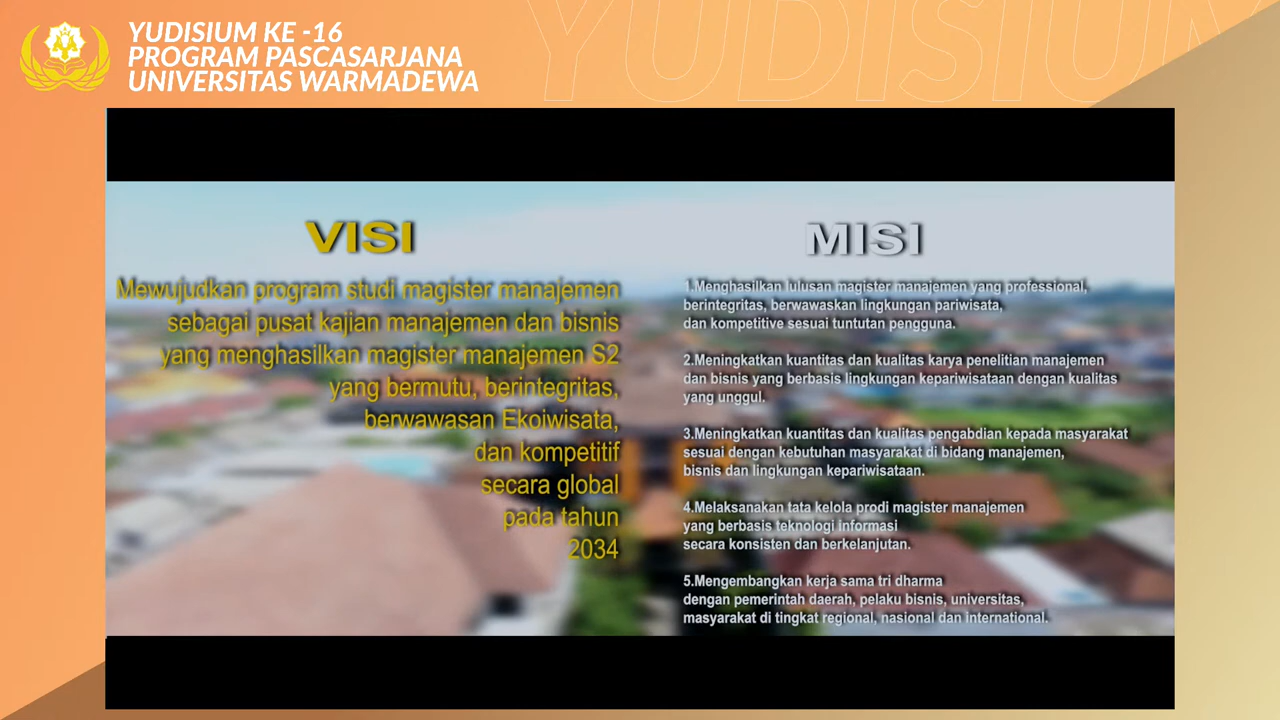 YUDISIUM KE -16
PROGRAM PASCASARJANA
UNIVERSITAS WARMADEWA
YUDISIUM
VISI
Mewujudkan program studi magister manajemen
sebagai pusat kajian manajemen dan bisnis
yang menghasilkan magister manajemen S2
yang bermutu, berintegritas,
berwawasan Ekoiwisata,
dan kompetitif
secara global
pada tahun
2034
MISI
1.Menghasilkan lulusan magister manajemen yang professional,
berintegritas, berwawaskan lingkungan pariwisata,
dan kompetitive sesuai tuntutan pengguna.
2.Meningkatkan kuantitas dan kualitas karya penelitian manajemen
dan bisnis yang berbasis lingkungan kepariwisataan dengan kualitas
yang unggul.
3.Meningkatkan kuantitas dan kualitas pengabdian kepada masyarakat
sesuai dengan kebutuhan masyarakat di bidang manajemen,
bisnis dan lingkungan kepariwisataan.
4.Melaksanakan tata kelola prodi magister manajemen
yang berbasis teknologi informasi
secara konsisten dan berkelanjutan.
5.Mengembangkan kerja sama tri dharma
dengan pemerintah daerah, pelaku bisnis, universitas,
masyarakat di tingkat regional, nasional dan international.